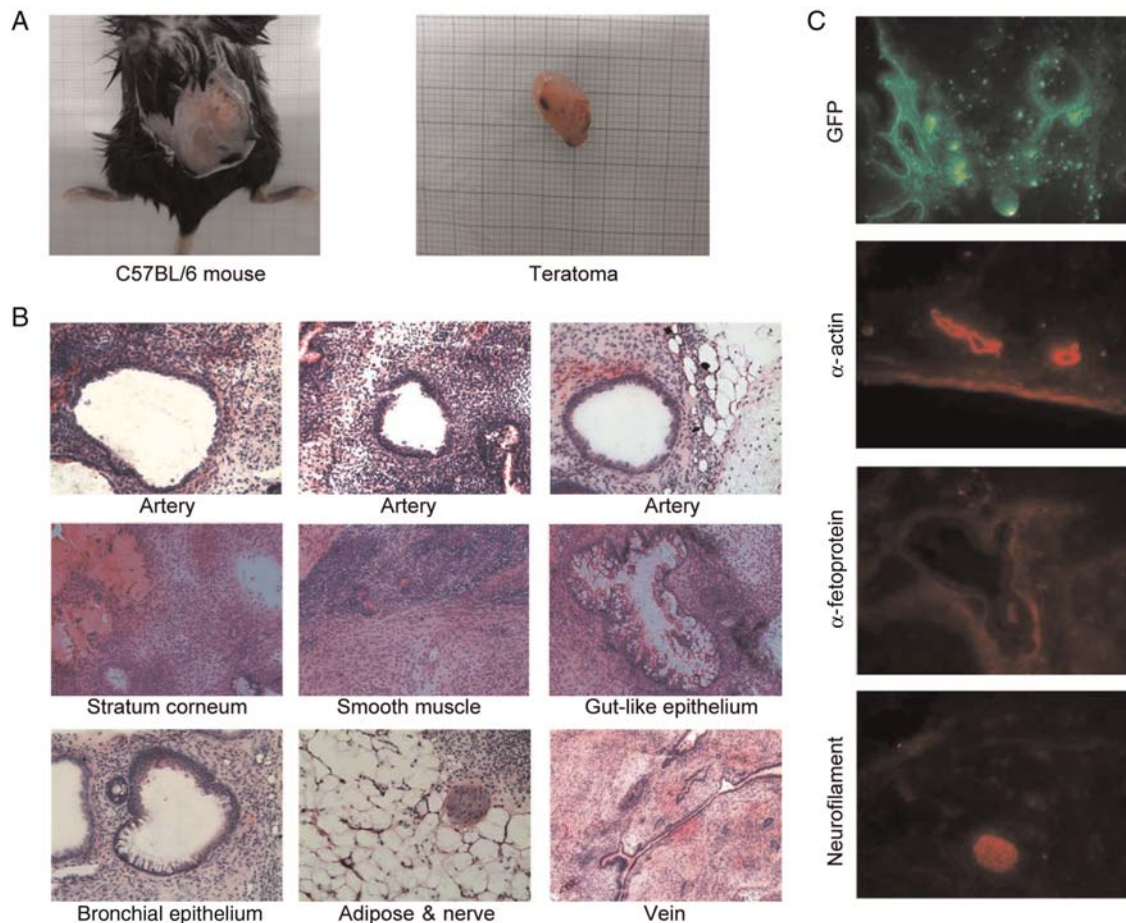 A
C57BL/6 mouse
Teratoma
B
Artery
Artery
Artery
Stratum corneum
Smooth muscle
Gut-like epithelium
Bronchial epithelium
Adipose & nerve
Vein
C
GFP
α-actin
α-fetoprotein
Neurofilament